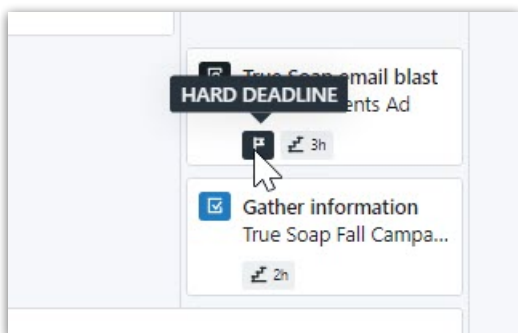 True Soap email blast
HARD DEADLINE
ents Ad
3h
Gather information
True Soap Fall Campa...
2h